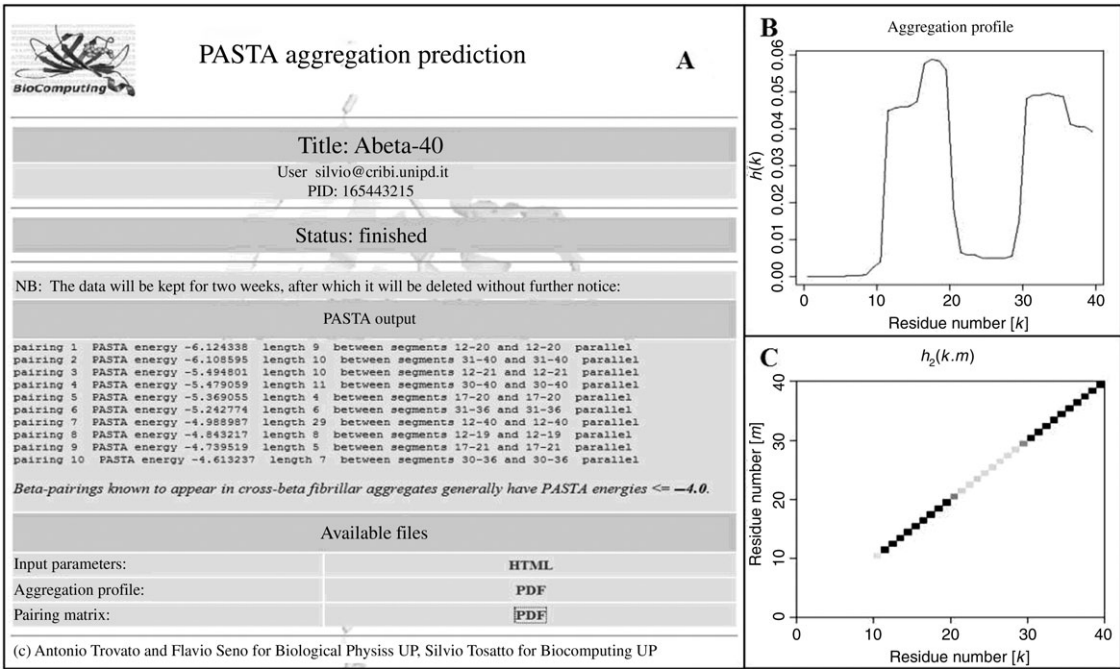 BioComputing
PASTA aggregation prediction
A
Title: Abeta-40
User silvio@cribi.unipd.it
PID: 165443215
Status: finished
NB: The data will be kept for two weeks, after which it will be deleted without further notice:
PASTA output
pairing 1 PASTA energy -6.124338 length 9 between segments 12-20 and 12-20 parallel
pairing 2 PASTA energy -6.108595 length 10 between segments 31-40 and 31-40 parallel
pairing 3 PASTA energy -5.494801 length 10 between segments 12-21 and 12-21 parallel
pairing 4 PASTA energy -5.479059 length 11 between segments 30-40 and 30-40 parallel
pairing 5 PASTA energy -5.369055 length 4 between segments 17-20 and 17-20 parallel
pairing 6 PASTA energy -5.242774 length 6 between segments 31-36 and 31-36 parallel
pairing 7 PASTA energy -4.988987 length 29 between segments 12-40 and 12-40 parallel
pairing 8 PASTA energy -4.843217 length 8 between segments 12-19 and 12-19 parallel
pairing 9 PASTA energy -4.739519 length 5 between segments 17-21 and 17-21 parallel
pairing 10 PASTA energy -4.613237 length 7 between segments 30-36 and 30-36 parallel
Beta-pairings known to appear in cross-beta fibrillar aggregates generally have PASTA energies <= −4.0.
Available files
Input parameters: HTML
Aggregation profile: PDF
Pairing matrix: PDF
(c) Antonio Trovato and Flavio Seno for Biological Physiss UP, Silvio Tosatto for Biocomputing UP
B
Aggregation profile
0.06
0.05
0.04
0.03
0.02
0.01
0.00
h(k)
0 10 20 30 40
Residue number [k]
C
h2(k.m)
40
30
20
10
0
Residue number [m]
0 10 20 30 40
Residue number [k]